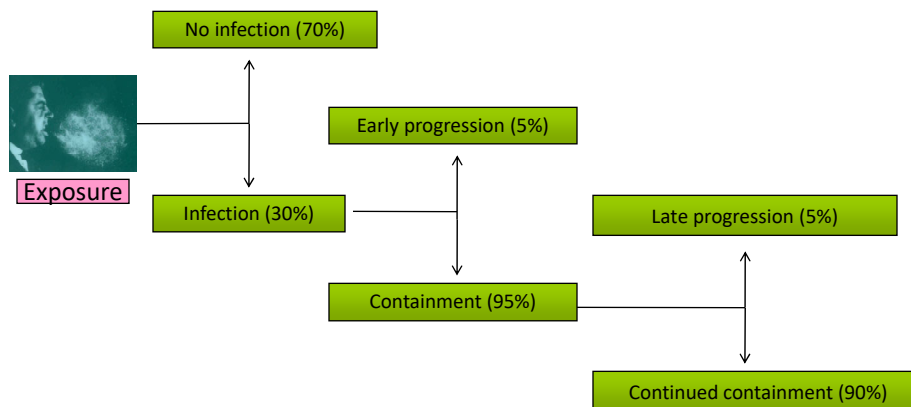 No infection (70%)
Exposure
Infection (30%)
Early progression (5%)
Containment (95%)
Late progression (5%)
Continued containment (90%)